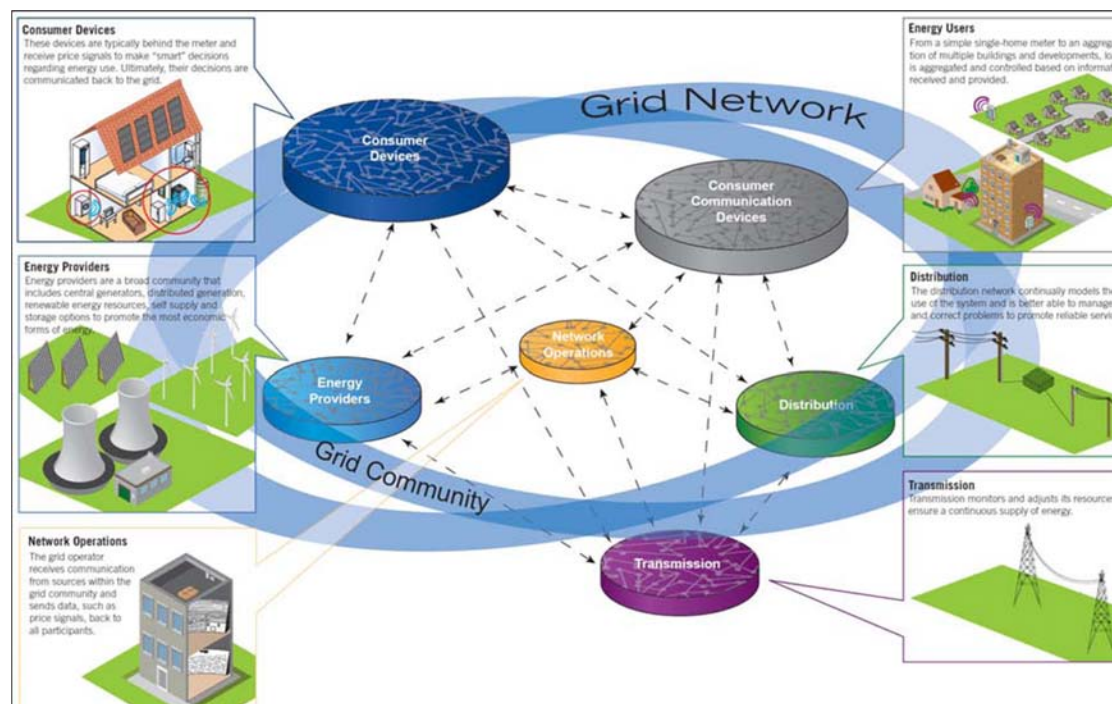 Consumer Devices
These devices are typically behind the meter and
receive price signals to make “smart” decisions
regarding energy use. Ultimately, their decisions are
communicated back to the grid.
Energy Users
From a simple single-home meter to an aggrega
tion of multiple buildings and developments, lo
is aggregated and controlled based on informat
received and provided.
Grid Network
Consumer
Devices
Consumer
Communication
Devices
Energy Providers
Energy providers are a broad community that
includes central generators, distributed generation,
renewable energy resources, self supply and
storage options to promote the most economic
forms of energy.
Distribution
The distribution network continually models the
use of the system and is better able to manage
and correct problems to promote reliable servic
Network
Operations
Energy
Providers
Distribution
Grid Community
Transmission
Transmission monitors and adjusts its resource
ensure a continuous supply of energy.
Network Operations
The grid operator
receives communication
from sources within the
grid community and
sends data, such as
price signals, back to
all participants.
Transmission